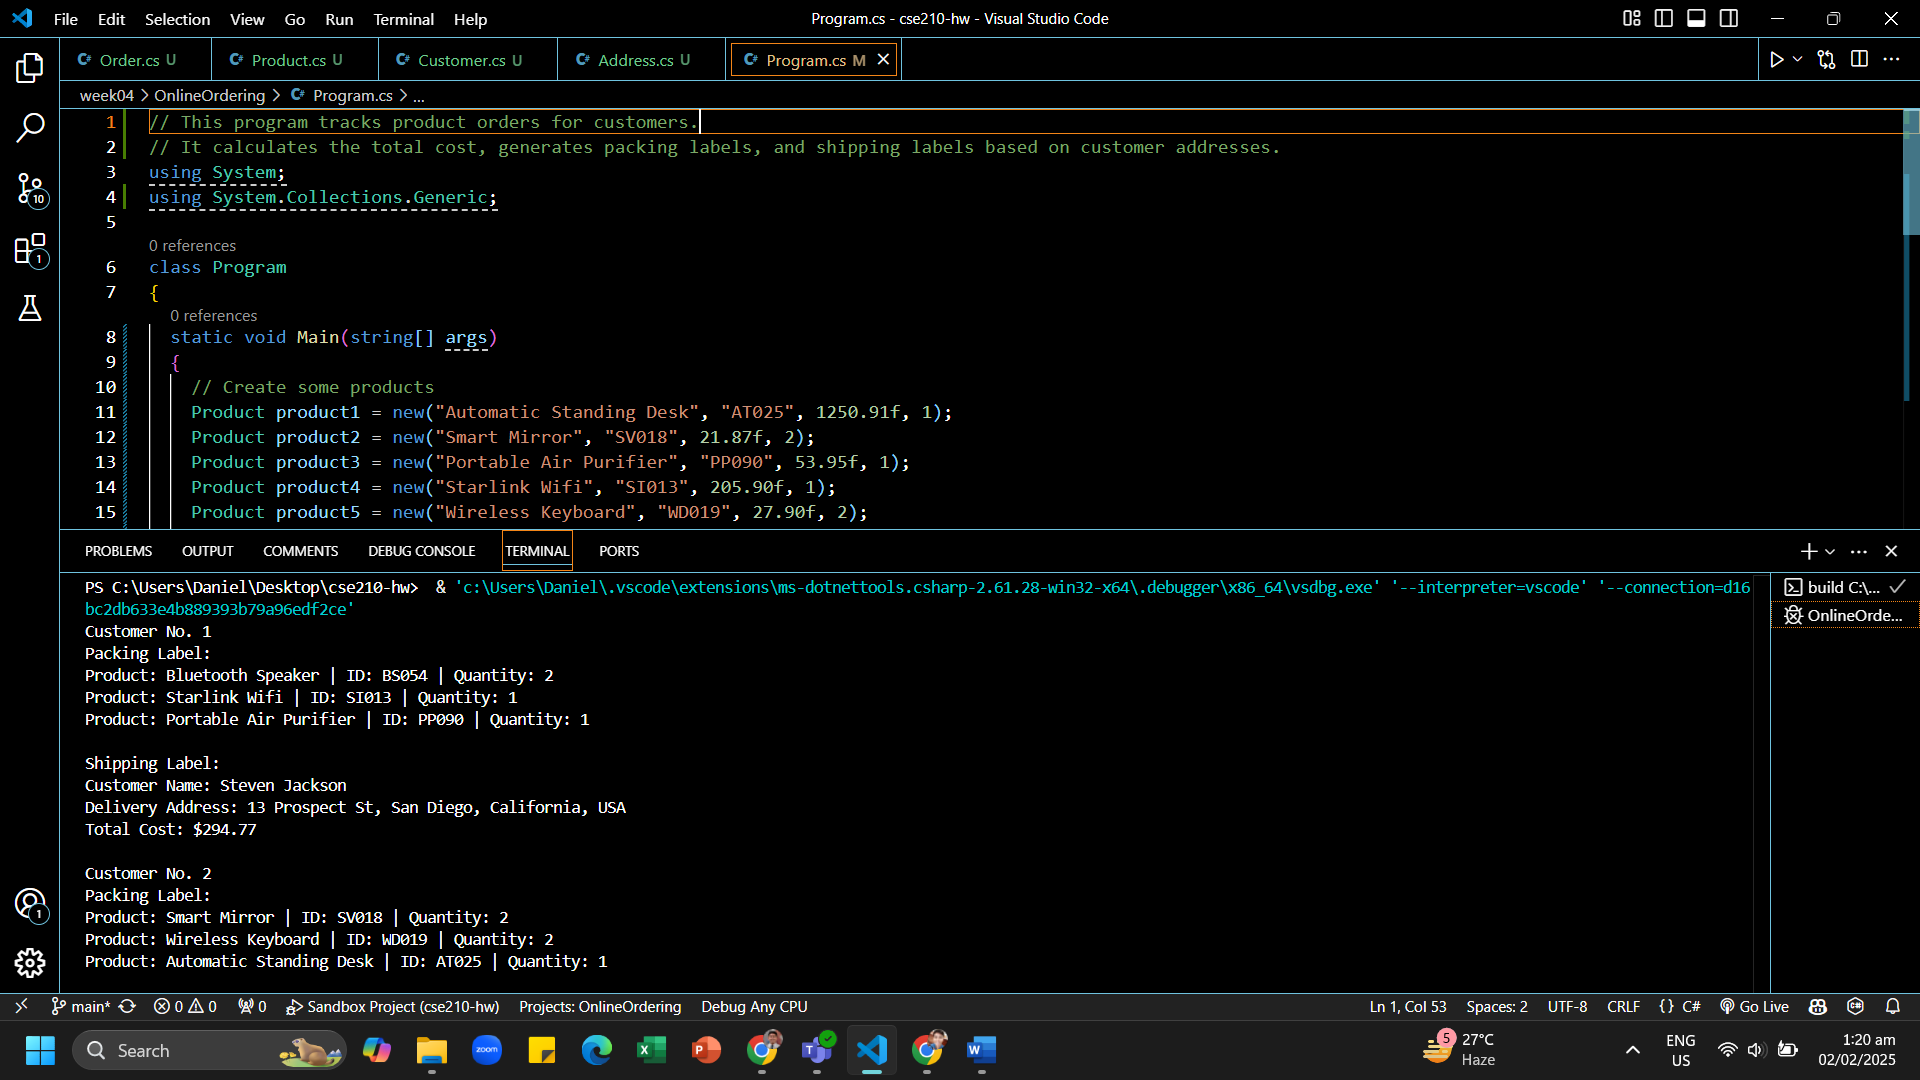 File Edit Selection View Go Run Terminal Help
Program.cs - cse210-hw - Visual Studio Code
C# Order.cs U
C# Product.cs U
C# Customer.cs U
C# Address.cs U
C# Program.cs M
week04 > OnlineOrdering > C# Program.cs > ...
1 // This program tracks product orders for customers.
2 // It calculates the total cost, generates packing labels, and shipping labels based on customer addresses.
3 using System;
4 using System.Collections.Generic;
5
0 references
6 class Program
7 {
0 references
8 static void Main(string[] args)
9 {
10 // Create some products
11 Product product1 = new("Automatic Standing Desk", "AT025", 1250.91f, 1);
12 Product product2 = new("Smart Mirror", "SV018", 21.87f, 2);
13 Product product3 = new("Portable Air Purifier", "PP090", 53.95f, 1);
14 Product product4 = new("Starlink Wifi", "SI013", 205.90f, 1);
15 Product product5 = new("Wireless Keyboard", "WD019", 27.90f, 2);
10
1
1
PROBLEMS OUTPUT COMMENTS DEBUG CONSOLE TERMINAL PORTS
PS C:\Users\Daniel\Desktop\cse210-hw> & 'c:\Users\Daniel\.vscode\extensions\ms-dotnettools.csharp-2.61.28-win32-x64\.debugger\x86_64\vsdbg.exe' '--interpreter=vscode' '--connection=d16
bc2db633e4b889393b79a96edf2ce'
Customer No. 1
Packing Label:
Product: Bluetooth Speaker | ID: BS054 | Quantity: 2
Product: Starlink Wifi | ID: SI013 | Quantity: 1
Product: Portable Air Purifier | ID: PP090 | Quantity: 1
Shipping Label:
Customer Name: Steven Jackson
Delivery Address: 13 Prospect St, San Diego, California, USA
Total Cost: $294.77
Customer No. 2
Packing Label:
Product: Smart Mirror | ID: SV018 | Quantity: 2
Product: Wireless Keyboard | ID: WD019 | Quantity: 2
Product: Automatic Standing Desk | ID: AT025 | Quantity: 1
build C:\...
OnlineOrde...
main* 0 0 0 Sandbox Project (cse210-hw) Projects: OnlineOrdering Debug Any CPU
Ln 1, Col 53 Spaces: 2 UTF-8 CRLF {} C# Go Live
Search
zoom
5
27°C
Haze
ENG
US
1:20 am
02/02/2025